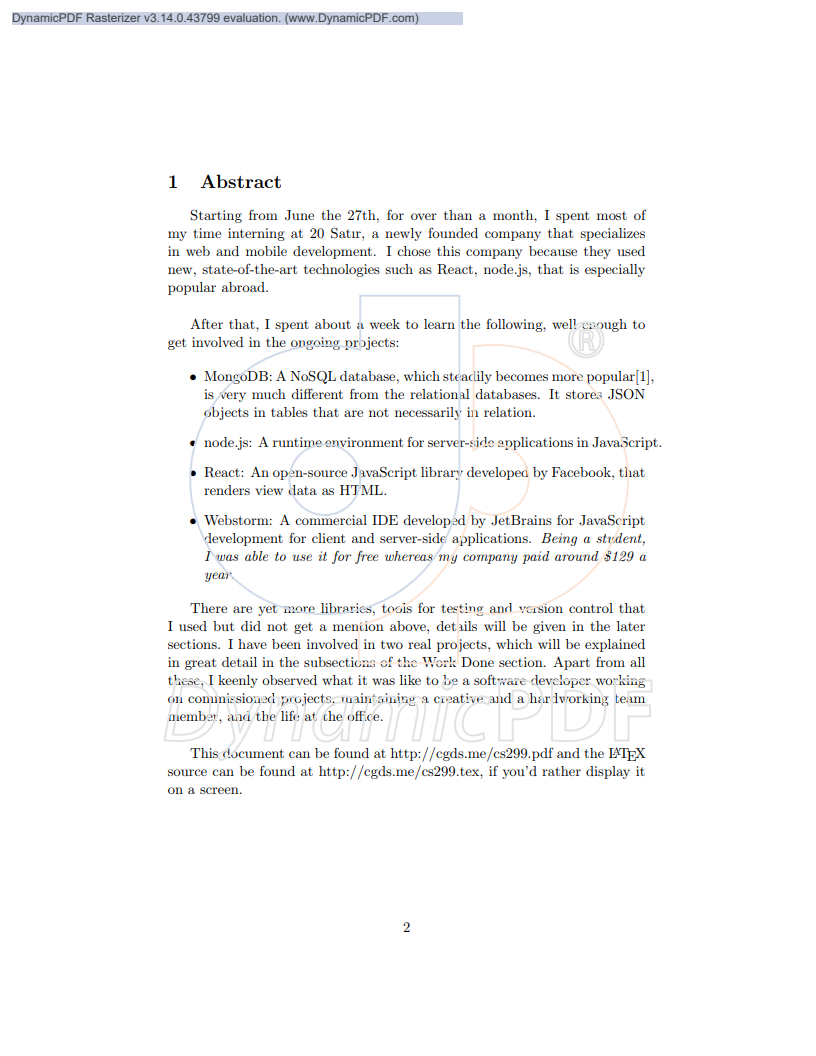 DynamicPDF Rasterizer v3.14.0.43799 evaluation. (www.DynamicPDF.com)
1 Abstract
Starting from June the 27th, for over than a month, I spent most of
my time interning at 20 Satır, a newly founded company that specializes
in web and mobile development. I chose this company because they used
new, state-of-the-art technologies such as React, node.js, that is especially
popular abroad.
After that, I spent about a week to learn the following, well enough to
get involved in the ongoing projects:
• MongoDB: A NoSQL database, which steadily becomes more popular[1],
is very much different from the relational databases. It stores JSON
objects in tables that are not necessarily in relation.
• node.js: A runtime environment for server-side applications in JavaScript.
• React: An open-source JavaScript library developed by Facebook, that
renders view data as HTML.
• Webstorm: A commercial IDE developed by JetBrains for JavaScript
development for client and server-side applications. Being a student,
I was able to use it for free whereas my company paid around $129 a
year.
There are yet more libraries, tools for testing and version control that
I used but did not get a mention above, details will be given in the later
sections. I have been involved in two real projects, which will be explained
in great detail in the subsections of the Work Done section. Apart from all
these, I keenly observed what it was like to be a software developer working
on commissioned projects, maintaining a creative and a hardworking team
member, and the life at the office.
DynamicPDF
This document can be found at http://cgds.me/cs299.pdf and the LATEX
source can be found at http://cgds.me/cs299.tex, if you'd rather display it
on a screen.
2